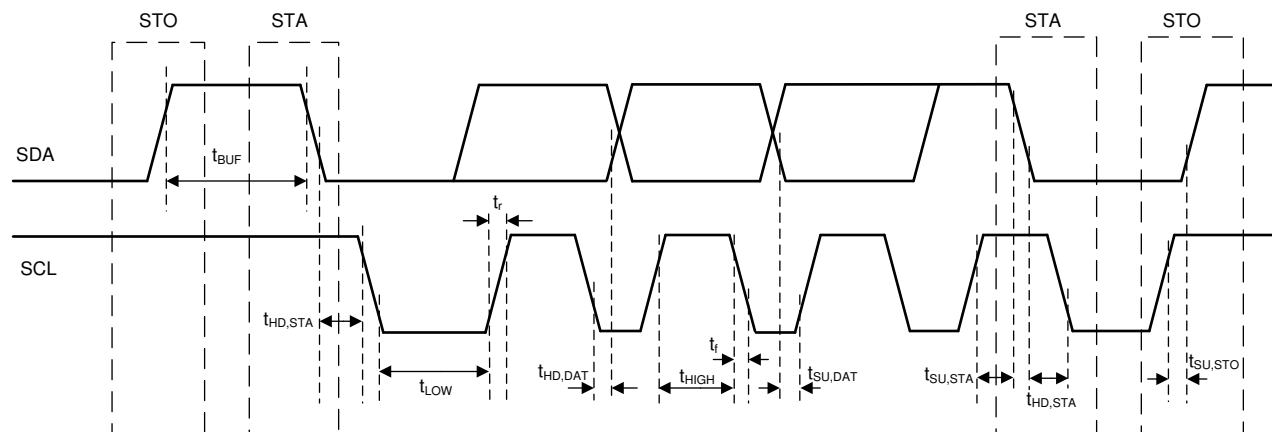 STO
STA
STA
STO
SDA
tBUF
tr
SCL
tHD,STA
tLOW
tHD,DAT
tf
tHIGH
tSU,DAT
tSU,STA
tHD,STA
tSU,STO